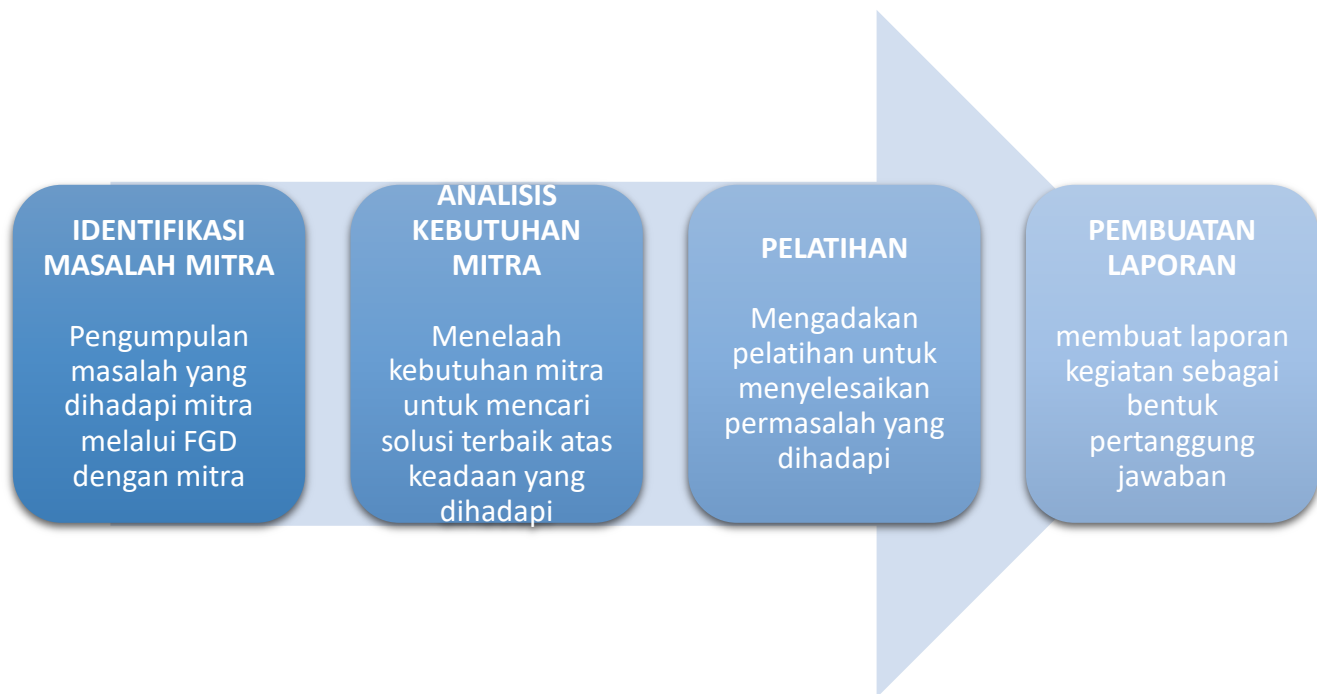 IDENTIFIKASI
MASALAH MITRA
Pengumpulan
masalah yang
dihadapi mitra
melalui FGD
dengan mitra
ANALISIS
KEBUTUHAN
MITRA
Menelaah
kebutuhan mitra
untuk mencari
solusi terbaik atas
keadaan yang
dihadapi
PELATIHAN
Mengadakan
pelatihan untuk
menyelesaikan
permasalah yang
dihadapi
PEMBUATAN
LAPORAN
membuat laporan
kegiatan sebagai
bentuk
pertanggung
jawaban